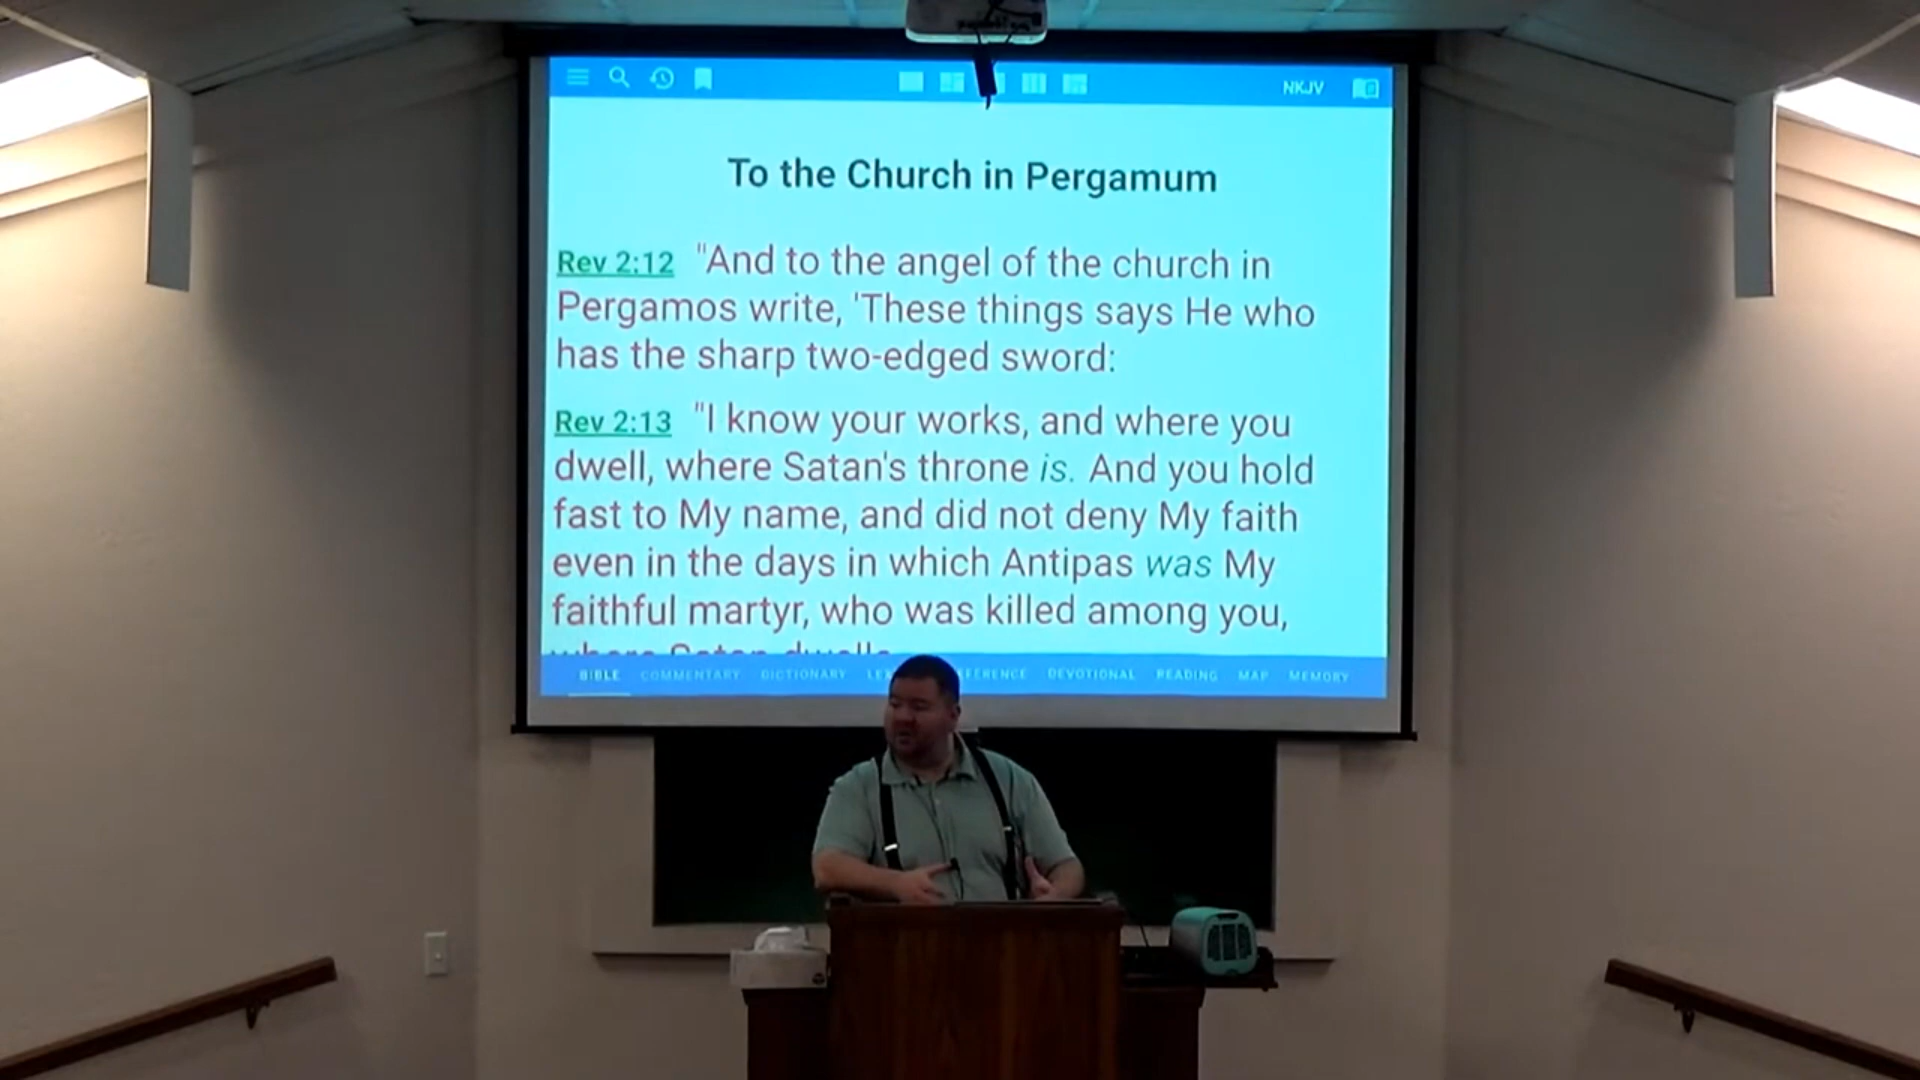 NKJV
To the Church in Pergamum
Rev 2:12 "And to the angel of the church in
Pergamos write, 'These things says He who
has the sharp two-edged sword:
Rev 2:13 "I know your works, and where you
dwell, where Satan's throne is. And you hold
fast to My name, and did not deny My faith
even in the days in which Antipas was My
faithful martyr, who was killed among you,
where Satan dwells
BIBLE COMMENTARY DICTIONARY DEVOTIONAL READING MAP MEMORY